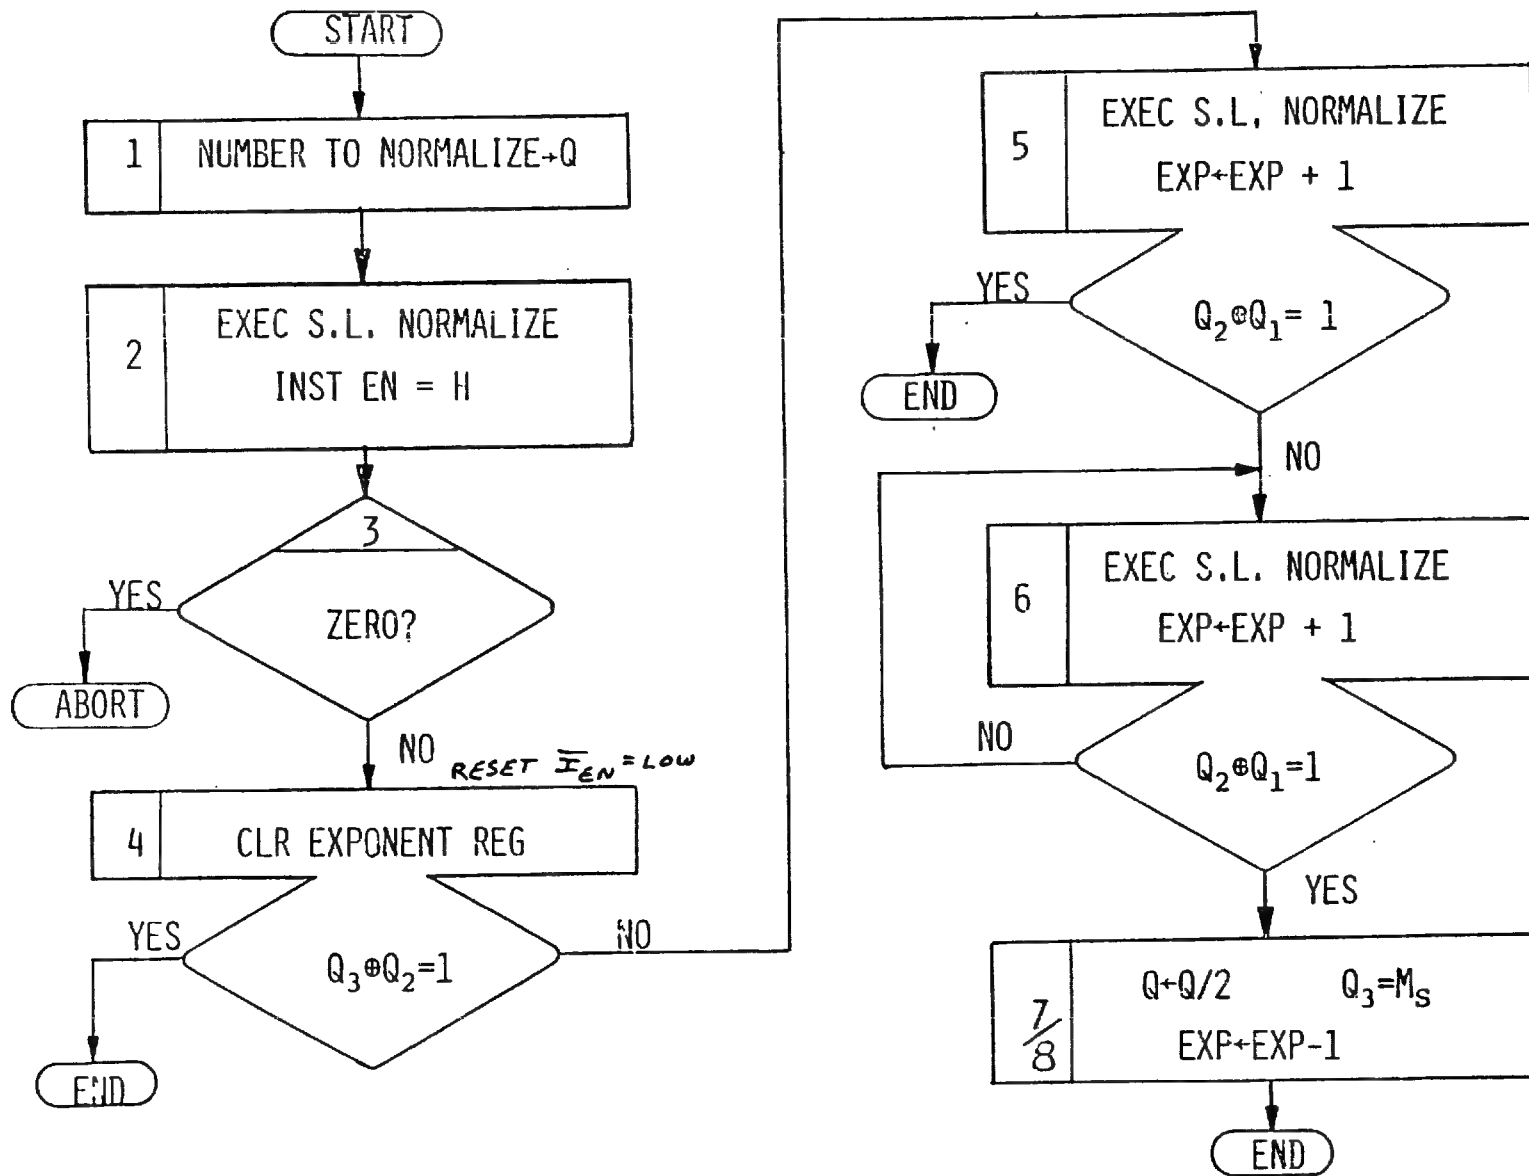 START
1 NUMBER TO NORMALIZE→Q
2 EXEC S.L. NORMALIZE
INST EN = H
3
ZERO?
YES
ABORT
NO
RESET I̅EN = LOW
4 CLR EXPONENT REG
YES
Q₃⊕Q₂=1
NO
END
5 EXEC S.L. NORMALIZE
EXP←EXP + 1
YES
Q₂⊕Q₁= 1
END
NO
6 EXEC S.L. NORMALIZE
EXP←EXP + 1
NO
Q₂⊕Q₁=1
YES
7/8 Q←Q/2 Q₃=MS
EXP←EXP-1
END